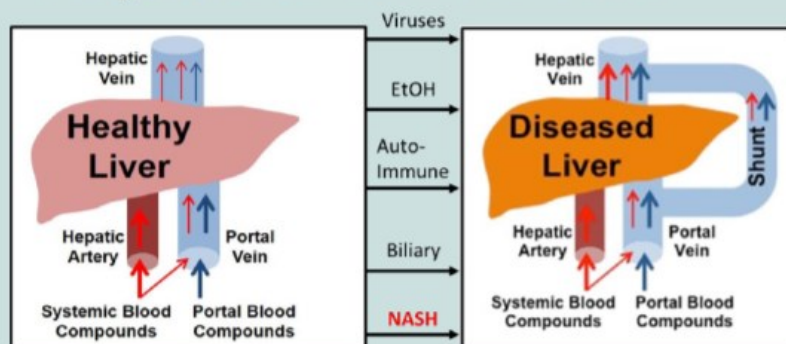 Hepatic
Vein
Healthy
Liver
Hepatic
Artery
Portal
Vein
Systemic Blood
Compounds
Portal Blood
Compounds
Viruses
EtOH
Auto-
Immune
Biliary
NASH
Hepatic
Vein
Diseased
Liver
Shunt
Hepatic
Artery
Portal
Vein
Systemic Blood
Compounds
Portal Blood
Compounds